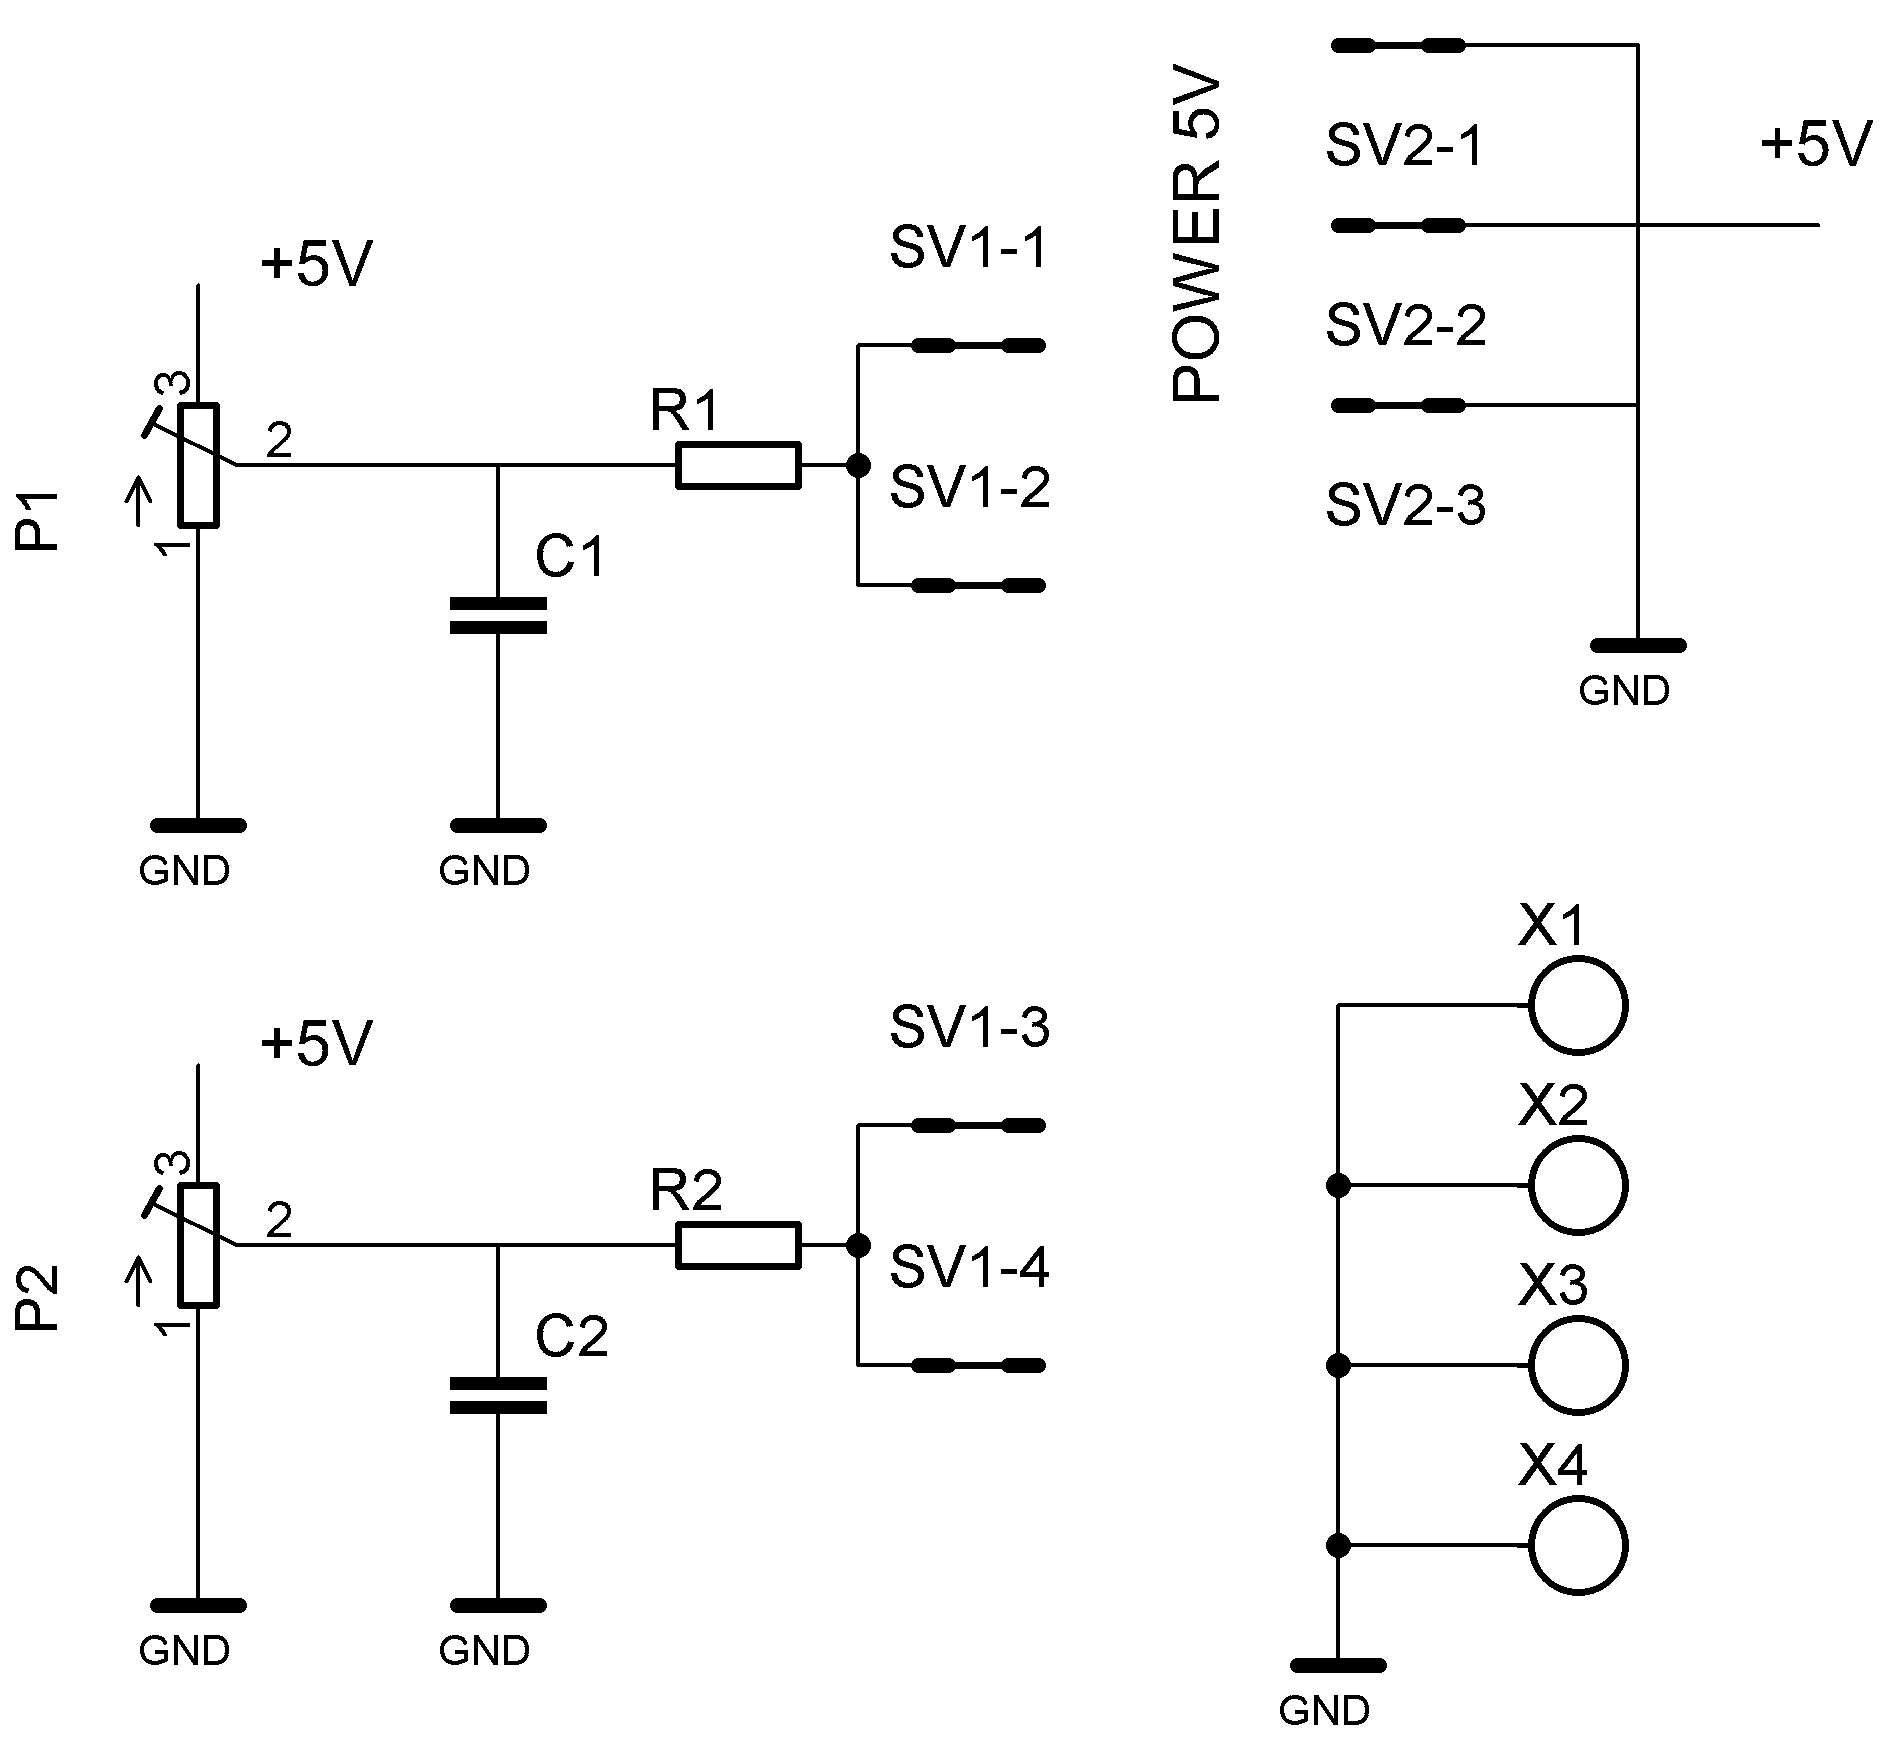 POWER 5V
SV2-1
+5V
SV2-2
SV2-3
GND
+5V
SV1-1
3
R1
2
SV1-2
P1
1
C1
GND
GND
+5V
SV1-3
3
R2
2
SV1-4
P2
1
C2
GND
GND
X1
X2
X3
X4
GND